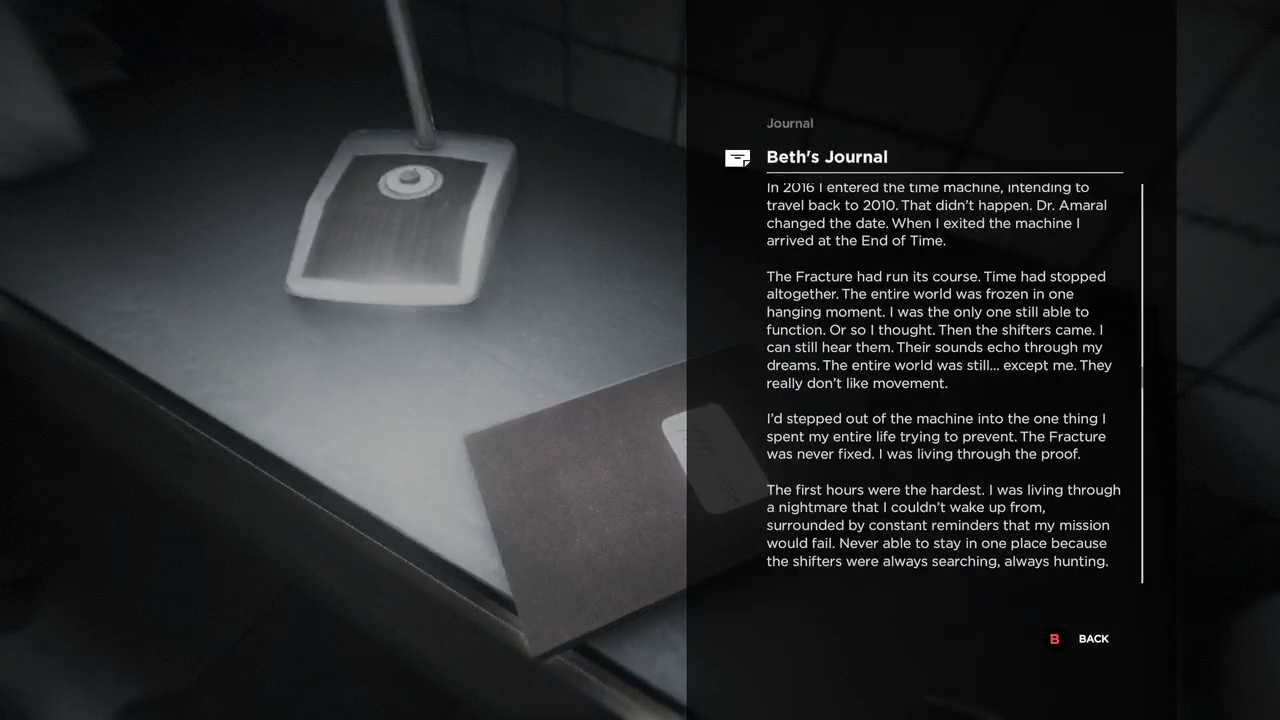 Journal
Beth's Journal
In 2016 I entered the time machine, intending to
travel back to 2010. That didn't happen. Dr. Amaral
changed the date. When I exited the machine I
arrived at the End of Time.
The Fracture had run its course. Time had stopped
altogether. The entire world was frozen in one
hanging moment. I was the only one still able to
function. Or so I thought. Then the shifters came. I
can still hear them. Their sounds echo through my
dreams. The entire world was still... except me. They
really don't like movement.
I'd stepped out of the machine into the one thing I
spent my entire life trying to prevent. The Fracture
was never fixed. I was living through the proof.
The first hours were the hardest. I was living through
a nightmare that I couldn't wake up from,
surrounded by constant reminders that my mission
would fail. Never able to stay in one place because
the shifters were always searching, always hunting.
B BACK